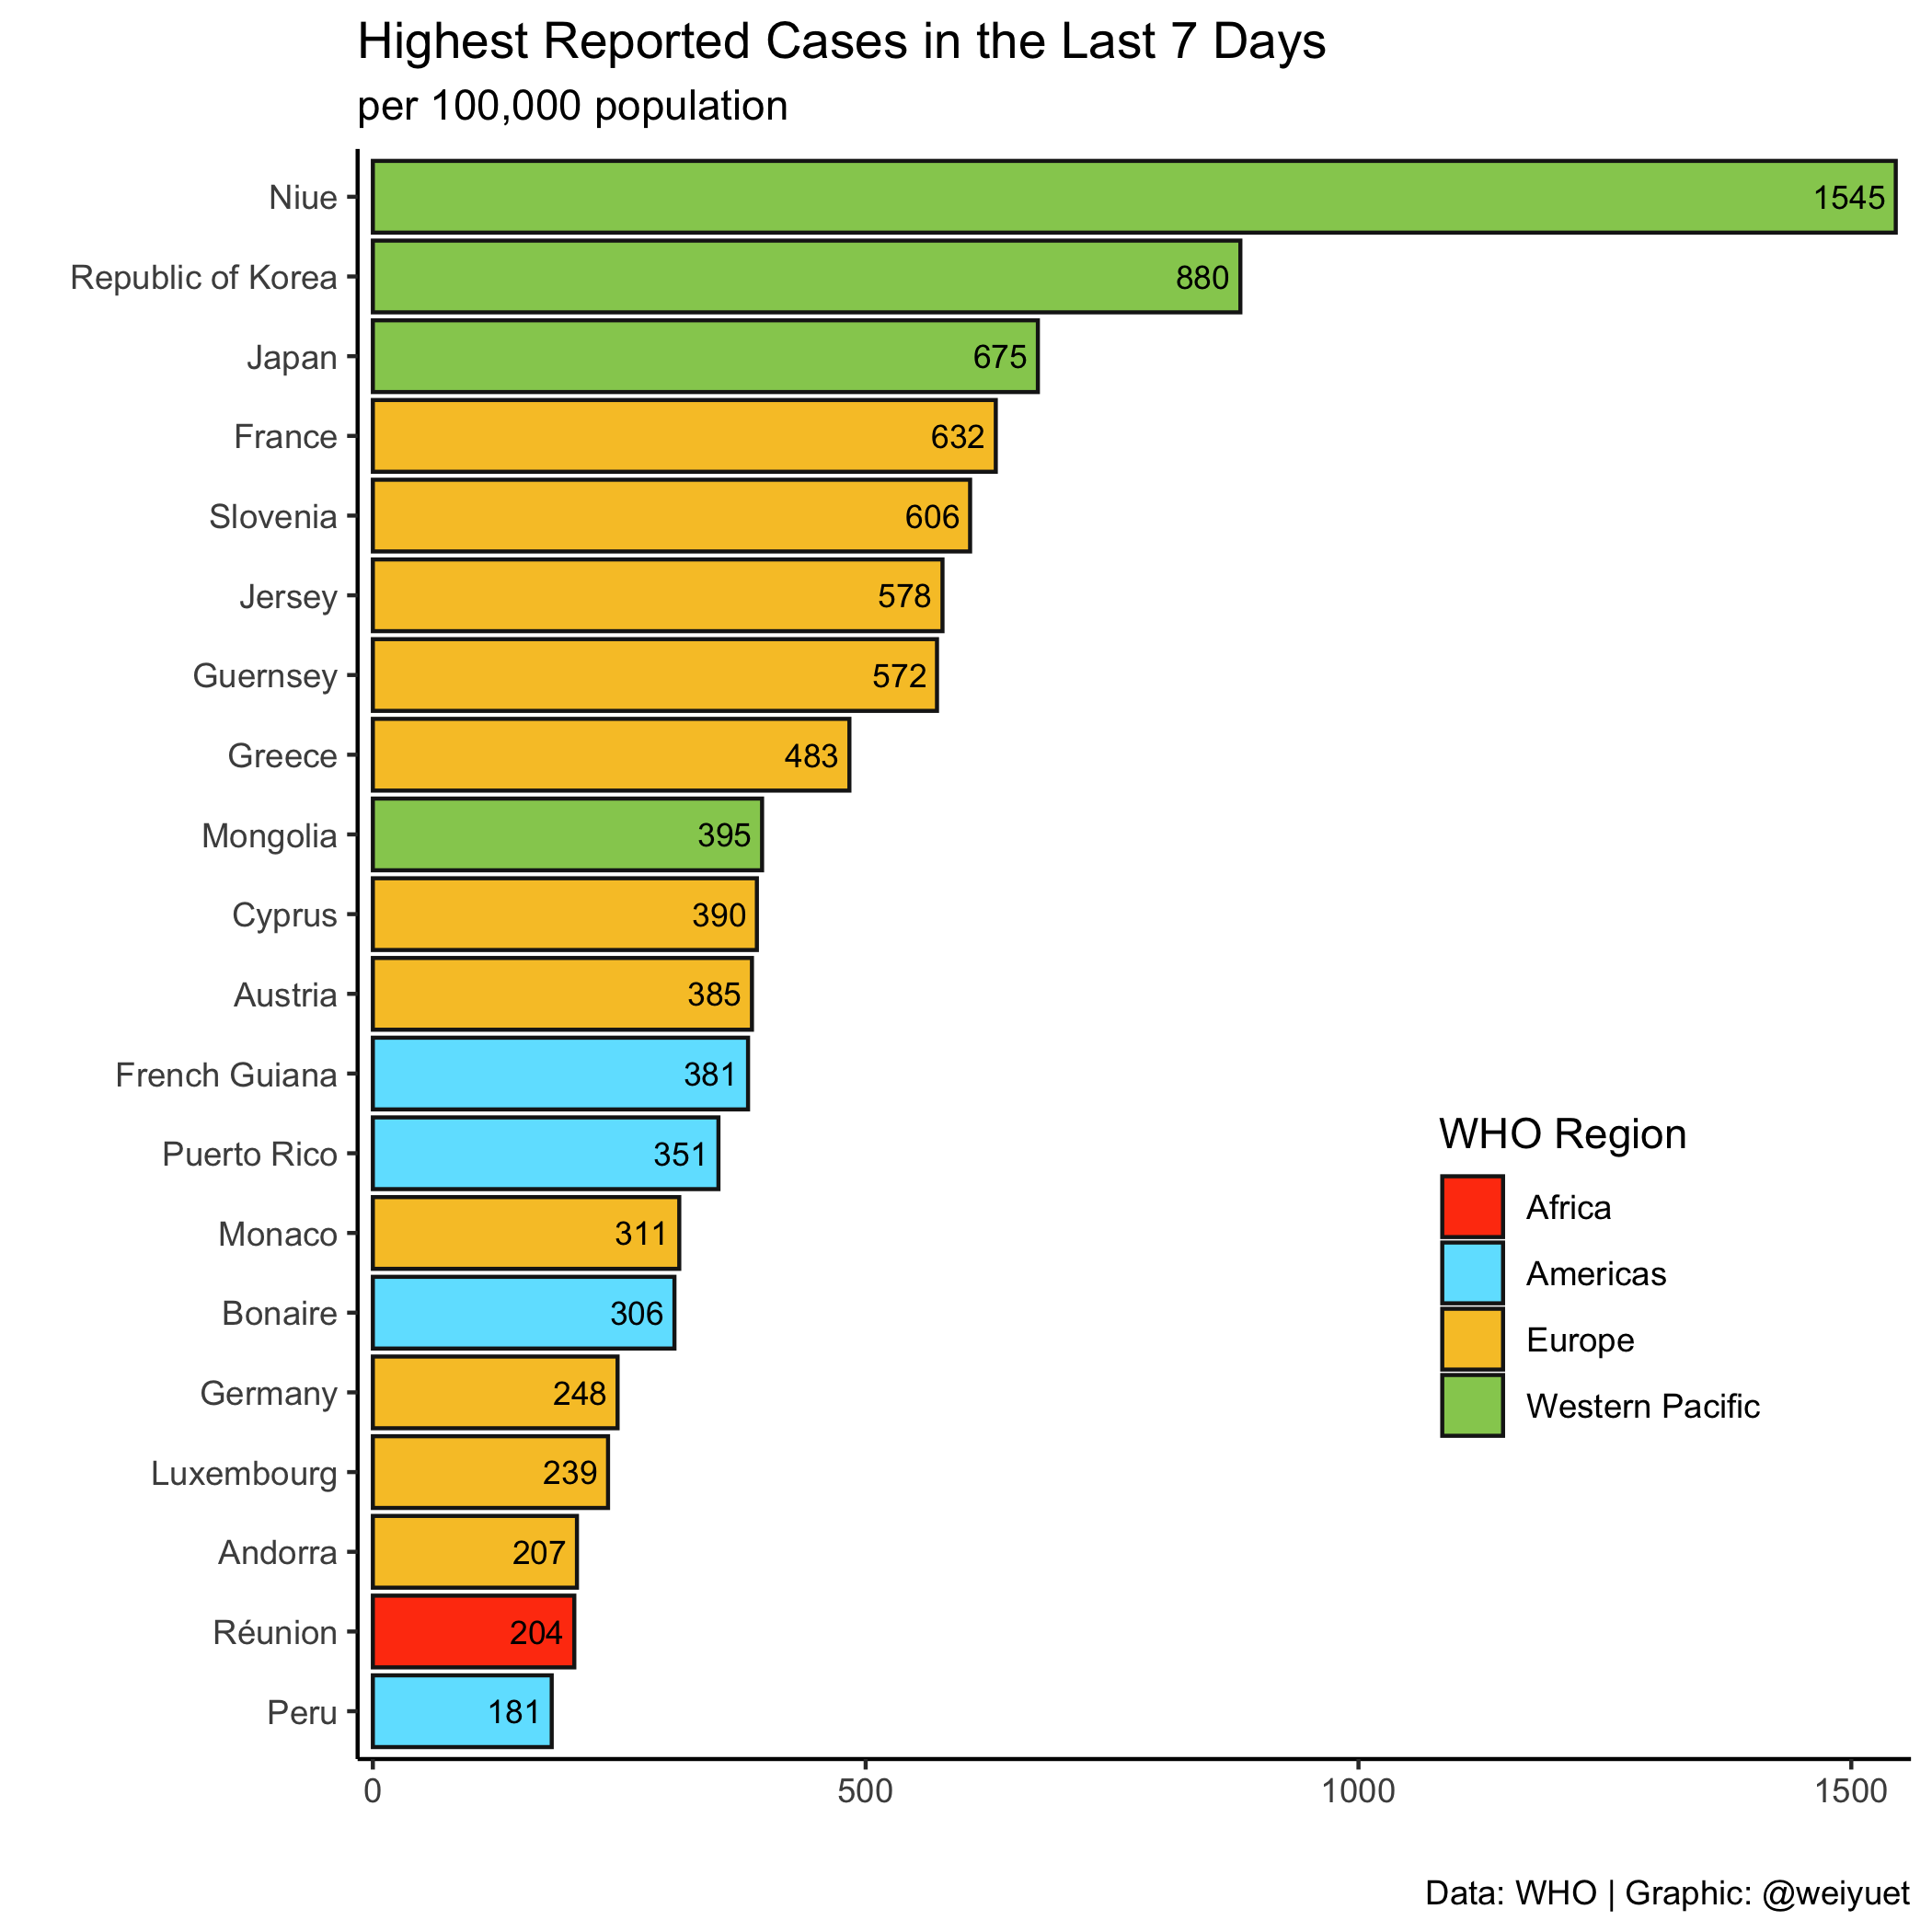 Highest Reported Cases in the Last 7 Days
per 100,000 population
Niue 1545
Republic of Korea 880
Japan 675
France 632
Slovenia 606
Jersey 578
Guernsey 572
Greece 483
Mongolia 395
Cyprus 390
Austria 385
French Guiana 381
Puerto Rico 351
Monaco 311
Bonaire 306
Germany 248
Luxembourg 239
Andorra 207
Réunion 204
Peru 181
WHO Region
Africa
Americas
Europe
Western Pacific
0 500 1000 1500
Data: WHO | Graphic: @weiyuet